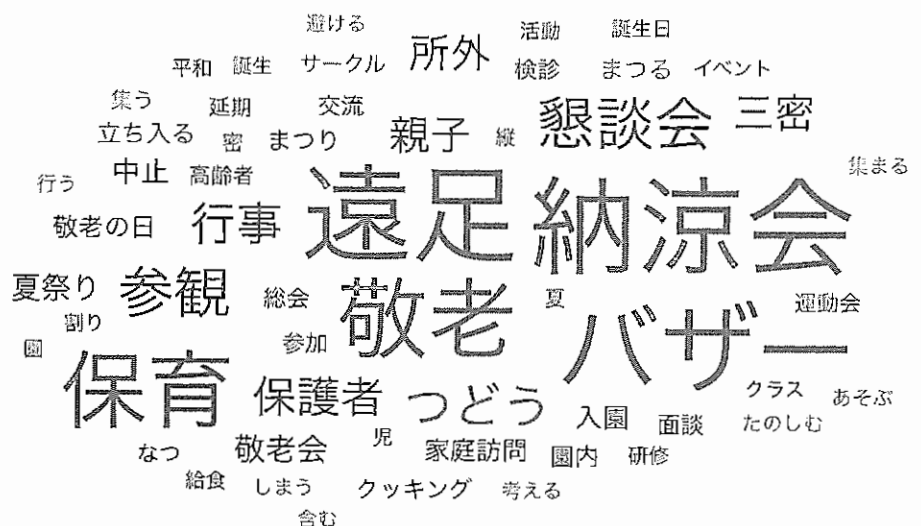 避ける
活動 誕生日
平和 誕生 サークル 所外 検診 まつる イベント
集う 延期 交流 懇談会 三密
立ち入る 密 まつり 親子 縦
行う 中止 高齢者 集まる
敬老の日 行事 遠足 納涼会
夏祭り 参観 総会 敬老 夏 運動会
割り
園 参加 バザー
保育 保護者 つどう クラス あそぶ
入園 面談 たのしむ
なつ 敬老会 児 家庭訪問 園内 研修
給食 しまう クッキング 考える
含む